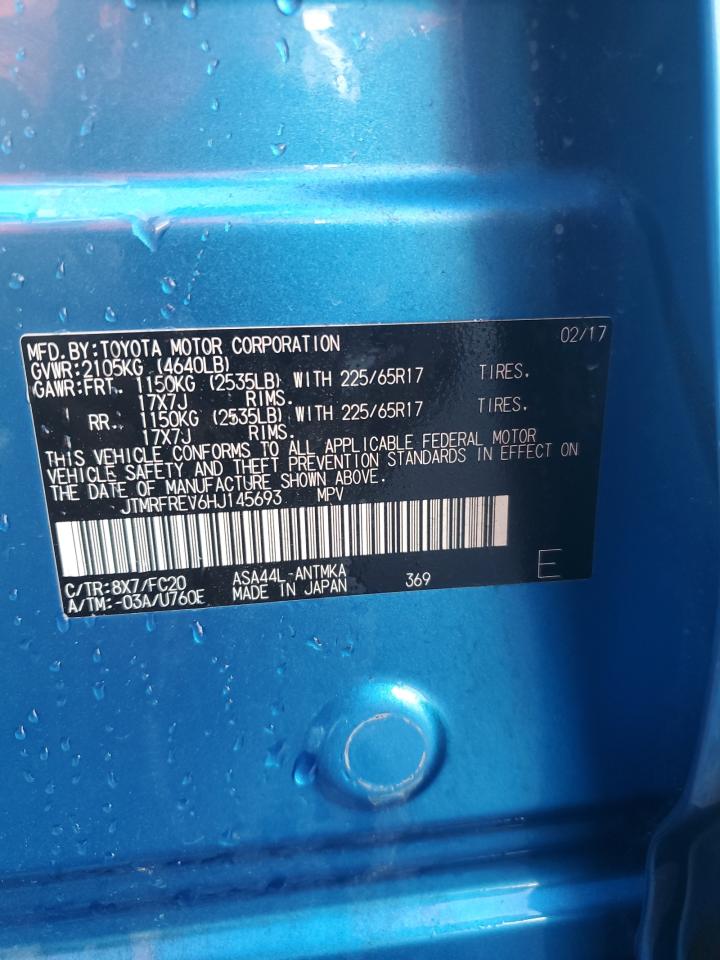 MFD.BY:TOYOTA MOTOR CORPORATION 02/17
GVWR:2105KG (4640LB)
GAWR:FRT. 1150KG (2535LB) WITH 225/65R17 TIRES.
17X7J RIMS.
RR. 1150KG (2535LB) WITH 225/65R17 TIRES.
17X7J RIMS.
THIS VEHICLE CONFORMS TO ALL APPLICABLE FEDERAL MOTOR
VEHICLE SAFETY AND THEFT PREVENTION STANDARDS IN EFFECT ON
THE DATE OF MANUFACTURE SHOWN ABOVE.
JTMRFREV6HJ145693 MPV
C/TR:8X7/FC20 ASA44L-ANTMKA 369 E
A/TM:-03A/U760E MADE IN JAPAN